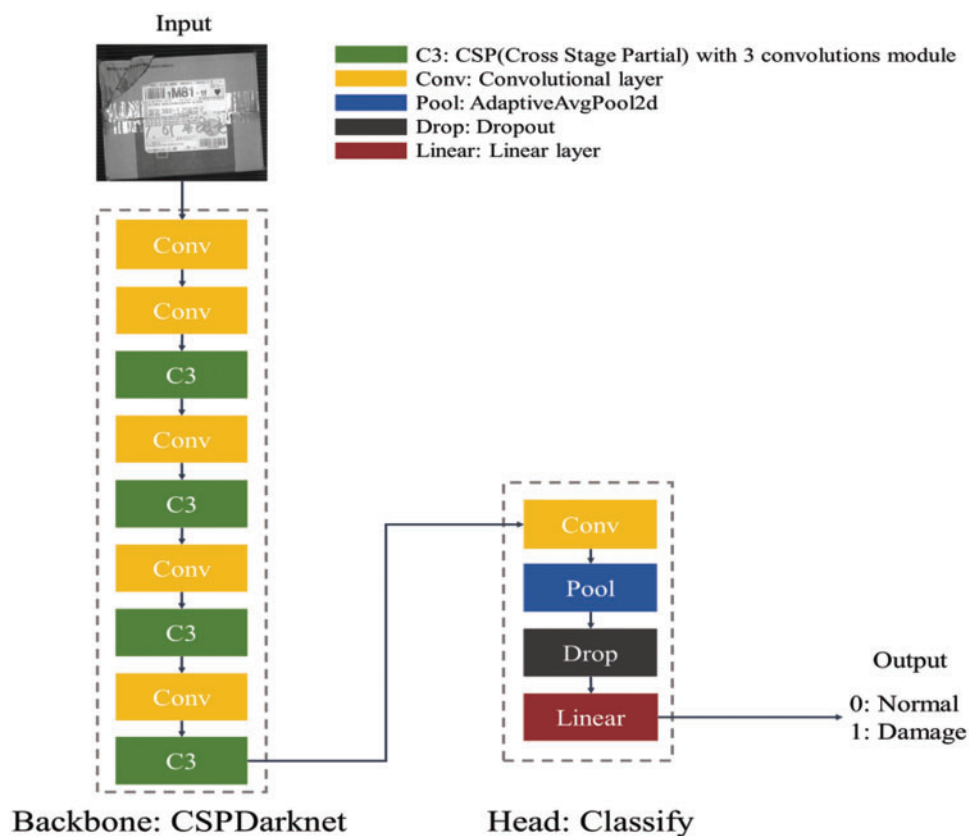 Input
M81
C3: CSP(Cross Stage Partial) with 3 convolutions module
Conv: Convolutional layer
Pool: AdaptiveAvgPool2d
Drop: Dropout
Linear: Linear layer
Conv
Conv
C3
Conv
C3
Conv
C3
Conv
C3
Backbone: CSPDarknet
Conv
Pool
Drop
Linear
Head: Classify
Output
0: Normal
1: Damage